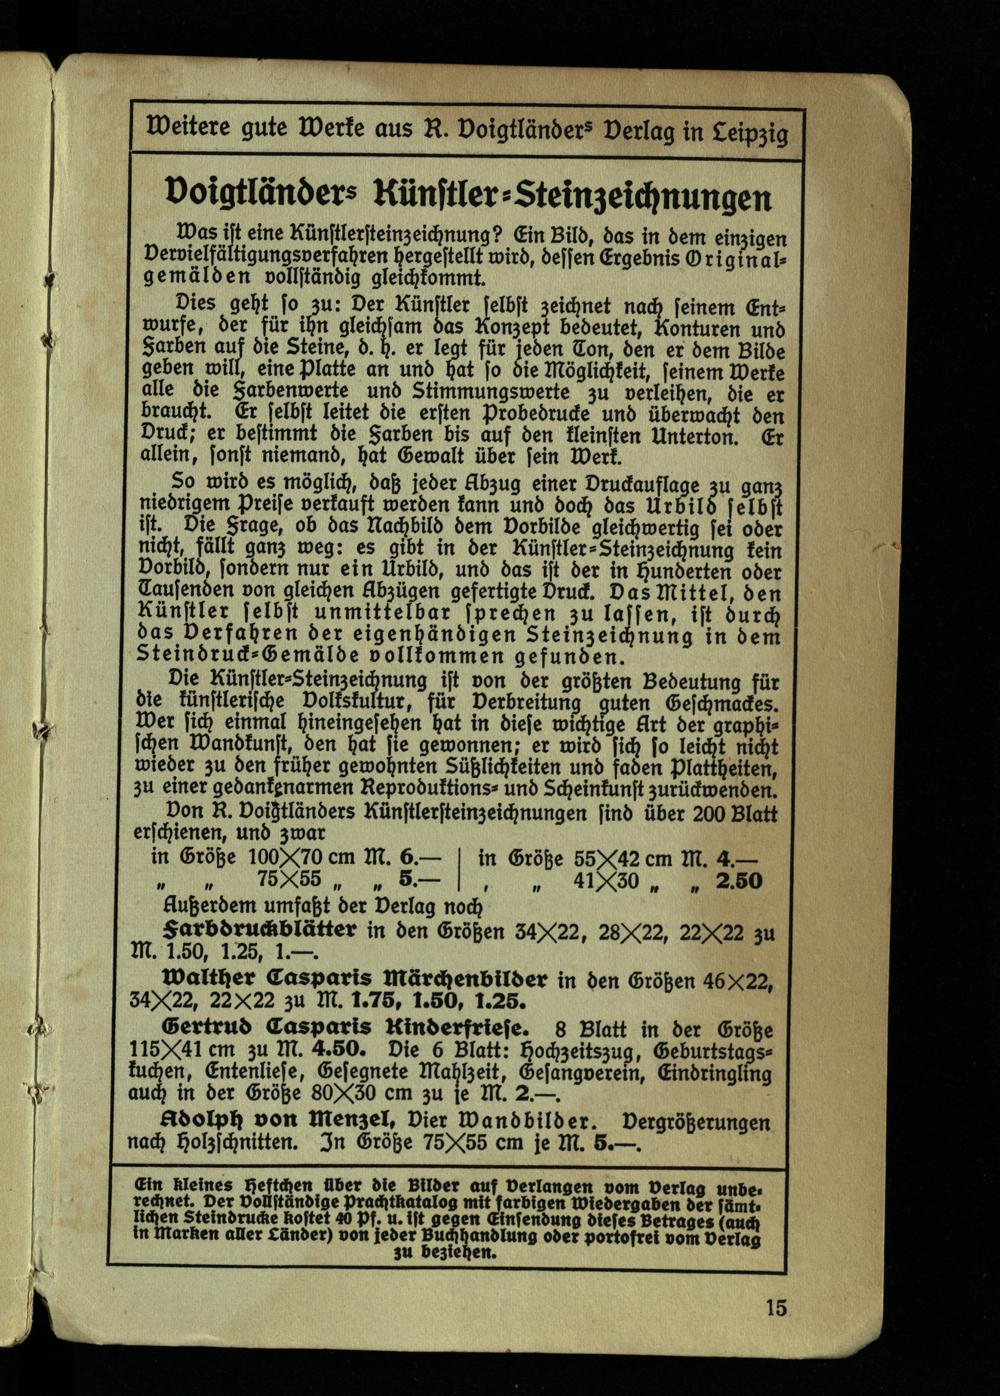 Weitere gute Werke aus R. Voigtländers Verlag in Leipzig
Voigtländers Künstler=Steinzeichnungen
Was ist eine Künstlersteinzeichnung? Ein Bild, das in dem einzigen
Vervielfältigungsverfahren hergestellt wird, dessen Ergebnis Original=
gemälden vollständig gleichkommt.
Dies geht so zu: Der Künstler selbst zeichnet nach seinem Ent=
wurfe, der für ihn gleichsam das Konzept bedeutet, Konturen und
Farben auf die Steine, d. h. er legt für jeden Ton, den er dem Bilde
geben will, eine Platte an und hat so die Möglichkeit, seinem Werke
alle die Farbenwerte und Stimmungswerte zu verleihen, die er
braucht. Er selbst leitet die ersten Probedrucke und überwacht den
Druck; er bestimmt die Farben bis auf den kleinsten Unterton. Er
allein, sonst niemand, hat Gewalt über sein Werk.
So wird es möglich, daß jeder Abzug einer Druckauflage zu ganz
niedrigem Preise verkauft werden kann und doch das Urbild selbst
ist. Die Frage, ob das Nachbild dem Vorbilde gleichwertig sei oder
nicht, fällt ganz weg: es gibt in der Künstler=Steinzeichnung kein
Vorbild, sondern nur ein Urbild, und das ist der in Hunderten oder
Tausenden von gleichen Abzügen gefertigte Druck. Das Mittel, den
Künstler selbst unmittelbar sprechen zu lassen, ist durch
das Verfahren der eigenhändigen Steinzeichnung in dem
Steindruck=Gemälde vollkommen gefunden.
Die Künstler=Steinzeichnung ist von der größten Bedeutung für
die künstlerische Volkskultur, für Verbreitung guten Geschmackes.
Wer sich einmal hineingesehen hat in diese wichtige Art der graphi=
schen Wandkunst, den hat sie gewonnen; er wird sich so leicht nicht
wieder zu den früher gewohnten Süßlichkeiten und faden Plattheiten,
zu einer gedankenarmen Reproduktions= und Scheinkunst zurückwenden.
Von R. Voigtländers Künstlersteinzeichnungen sind über 200 Blatt
erschienen, und zwar
in Größe 100×70 cm M. 6.— | in Größe 55×42 cm M. 4.—
„ „ 75×55 „ „ 5.— | , „ 41×30 „ „ 2.50
Außerdem umfaßt der Verlag noch
Farbdruckblätter in den Größen 34×22, 28×22, 22×22 zu
M. 1.50, 1.25, 1.—.
Walther Casparis Märchenbilder in den Größen 46×22,
34×22, 22×22 zu M. 1.75, 1.50, 1.25.
Gertrud Casparis Kinderfriese. 8 Blatt in der Größe
115×41 cm zu M. 4.50. Die 6 Blatt: Hochzeitszug, Geburtstags=
kuchen, Entenliese, Gesegnete Mahlzeit, Gesangverein, Eindringling
auch in der Größe 80×30 cm zu je M. 2.—.
Adolph von Menzel, Vier Wandbilder. Vergrößerungen
nach Holzschnitten. In Größe 75×55 cm je M. 5.—.
Ein kleines Heftchen über die Bilder auf Verlangen vom Verlag unbe=
rechnet. Der Vollständige Prachtkatalog mit farbigen Wiedergaben der sämt=
lichen Steindrucke kostet 40 Pf. u. ist gegen Einsendung dieses Betrages (auch
in Marken aller Länder) von jeder Buchhandlung oder portofrei vom Verlag
zu beziehen.
15